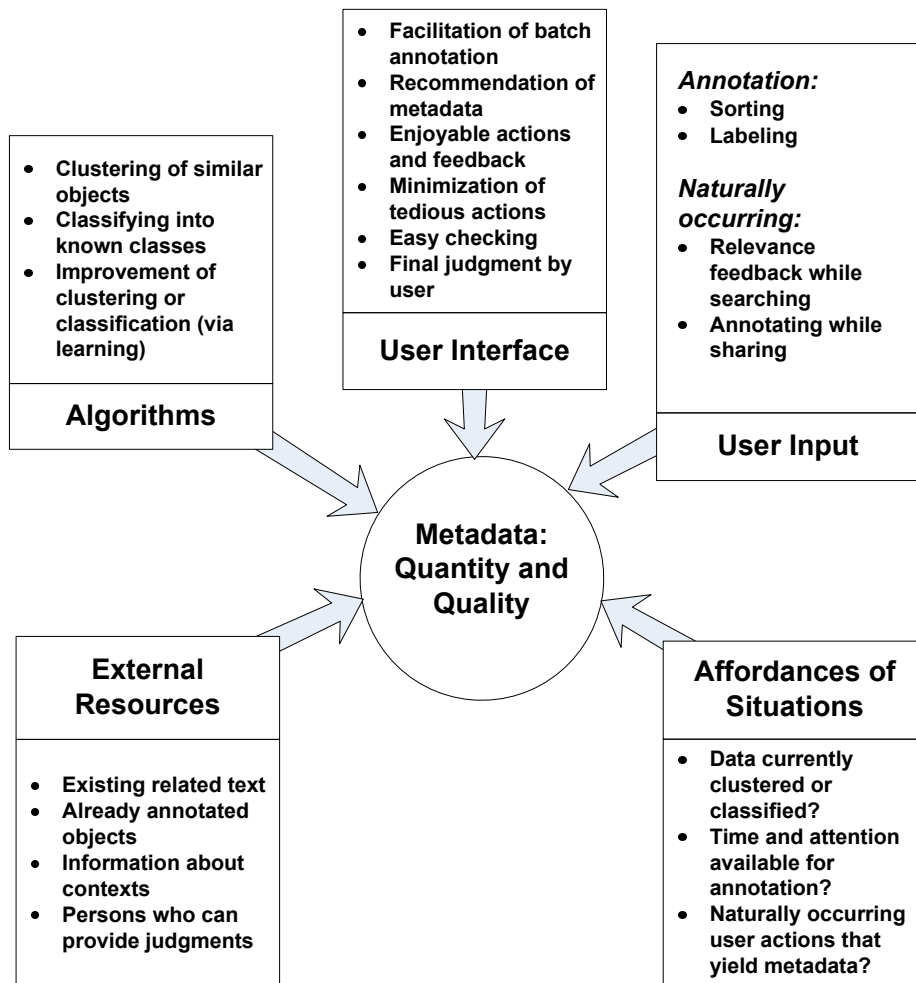 • Clustering of similar
objects
• Classifying into
known classes
• Improvement of
clustering or
classification (via
learning)
Algorithms
• Facilitation of batch
annotation
• Recommendation of
metadata
• Enjoyable actions
and feedback
• Minimization of
tedious actions
• Easy checking
• Final judgment by
user
User Interface
Annotation:
• Sorting
• Labeling
Naturally
occurring:
• Relevance
feedback while
searching
• Annotating while
sharing
User Input
Metadata:
Quantity and
Quality
External
Resources
• Existing related text
• Already annotated
objects
• Information about
contexts
• Persons who can
provide judgments
Affordances of
Situations
• Data currently
clustered or
classified?
• Time and attention
available for
annotation?
• Naturally occurring
user actions that
yield metadata?